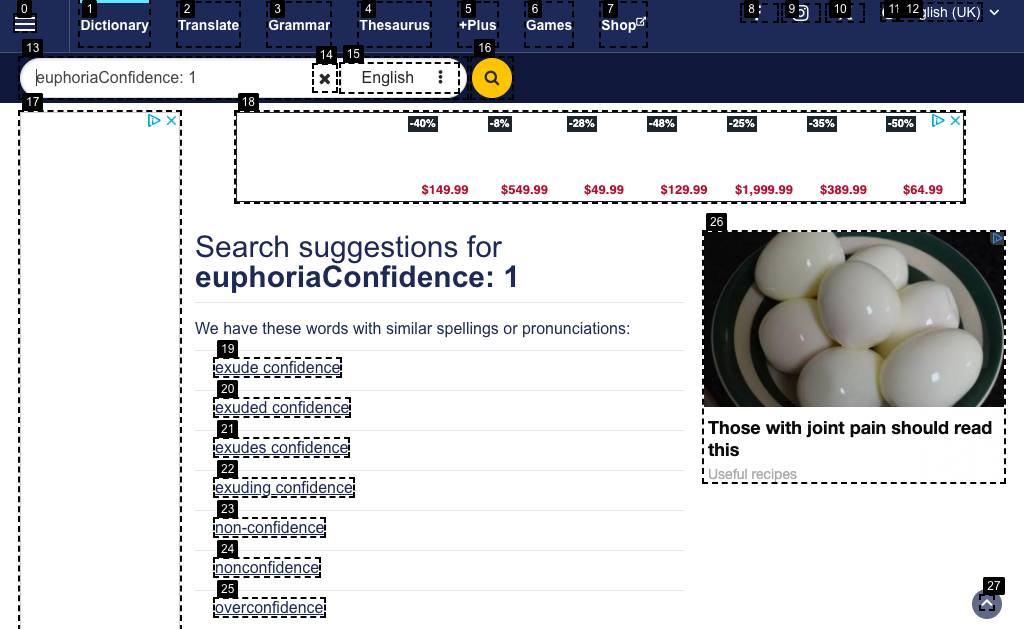 0
1
2
3
4
5
6
7
8
9
10
11
12
Dictionary
Translate
Grammar
Thesaurus
+Plus
Games
Shop
glish (UK)
13
14
15
16
euphoriaConfidence: 1
English
17
18
-40%
-8%
-28%
-48%
-25%
-35%
-50%
$149.99
$549.99
$49.99
$129.99
$1,999.99
$389.99
$64.99
26
Search suggestions for
euphoriaConfidence: 1
We have these words with similar spellings or pronunciations:
19
exude confidence
20
exuded confidence
21
exudes confidence
22
exuding confidence
23
non-confidence
24
nonconfidence
25
overconfidence
Those with joint pain should read
this
Useful recipes
27